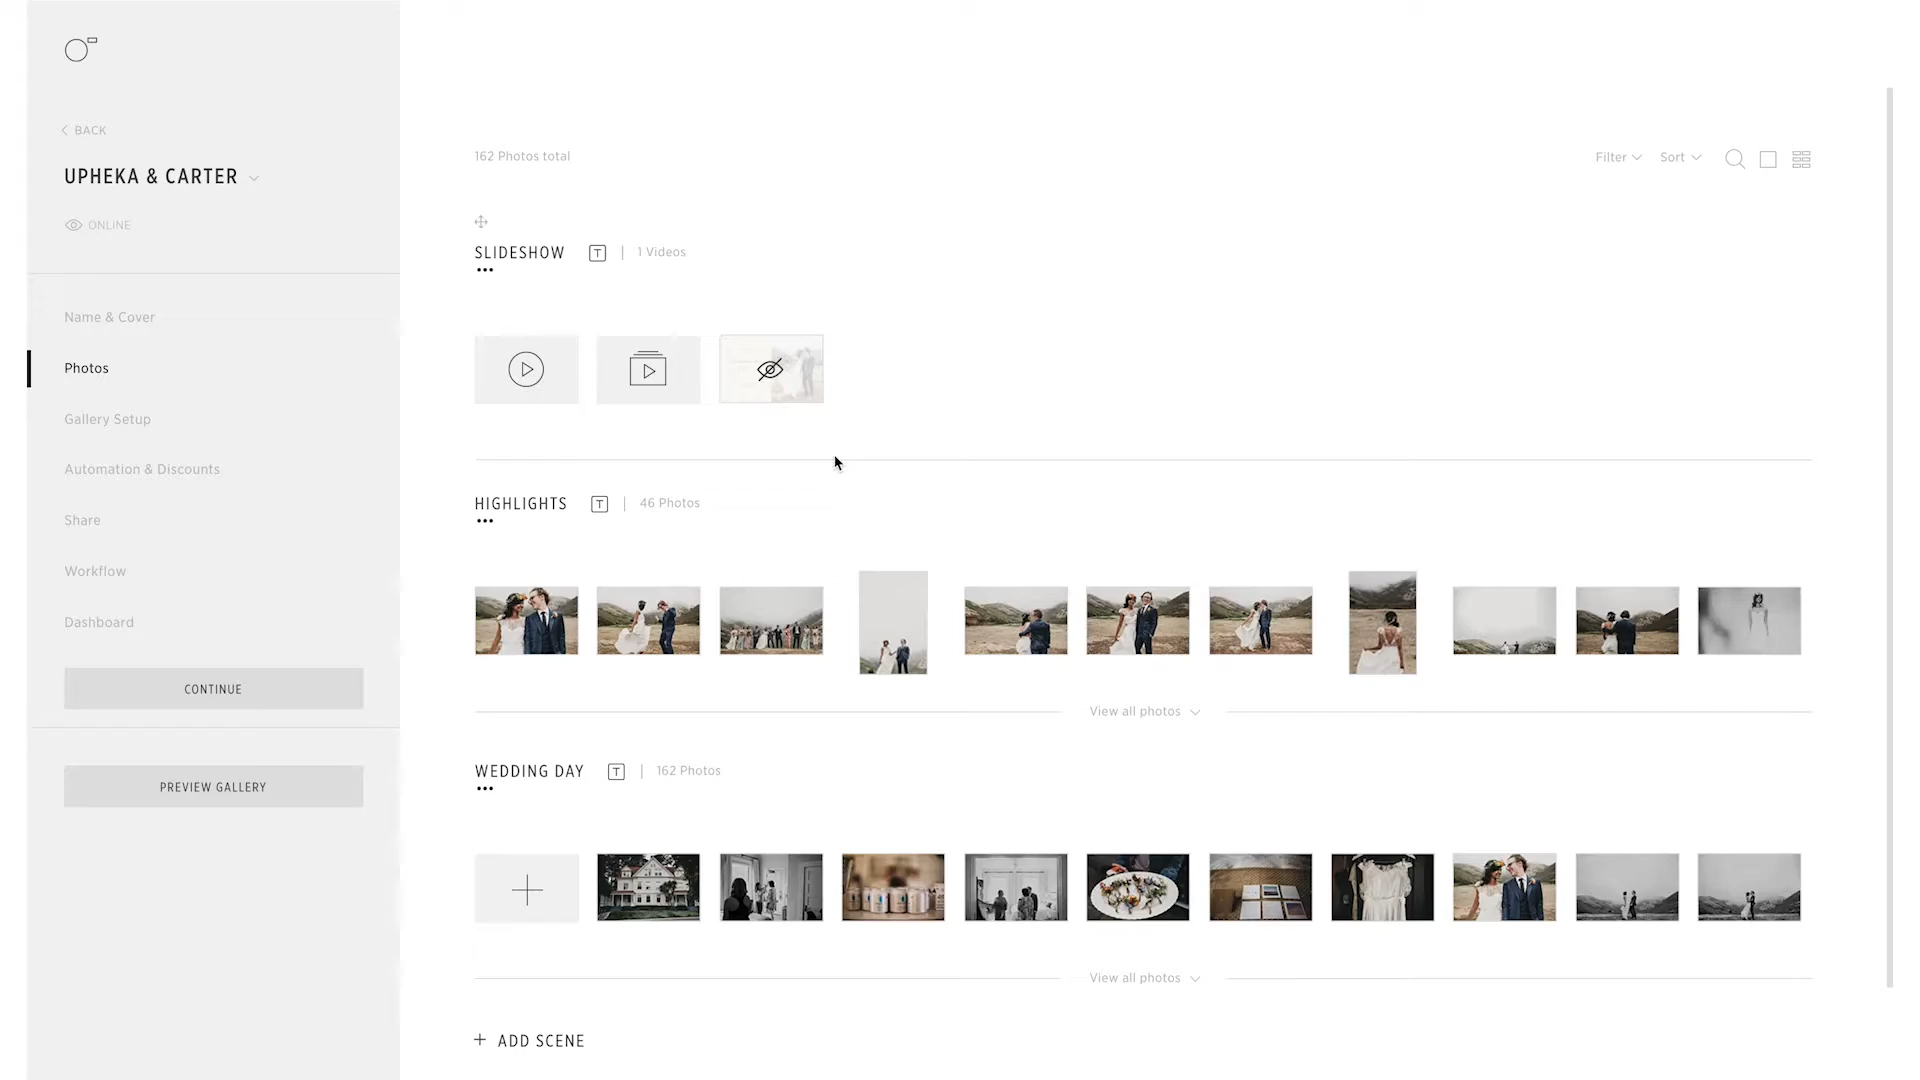 BACK
UPHEKA & CARTER
ONLINE
Name & Cover
Photos
Gallery Setup
Automation & Discounts
Share
Workflow
Dashboard
CONTINUE
PREVIEW GALLERY
162 Photos total
Filter
Sort
SLIDESHOW T | 1 Videos
HIGHLIGHTS T | 46 Photos
View all photos
WEDDING DAY T | 162 Photos
View all photos
+ ADD SCENE